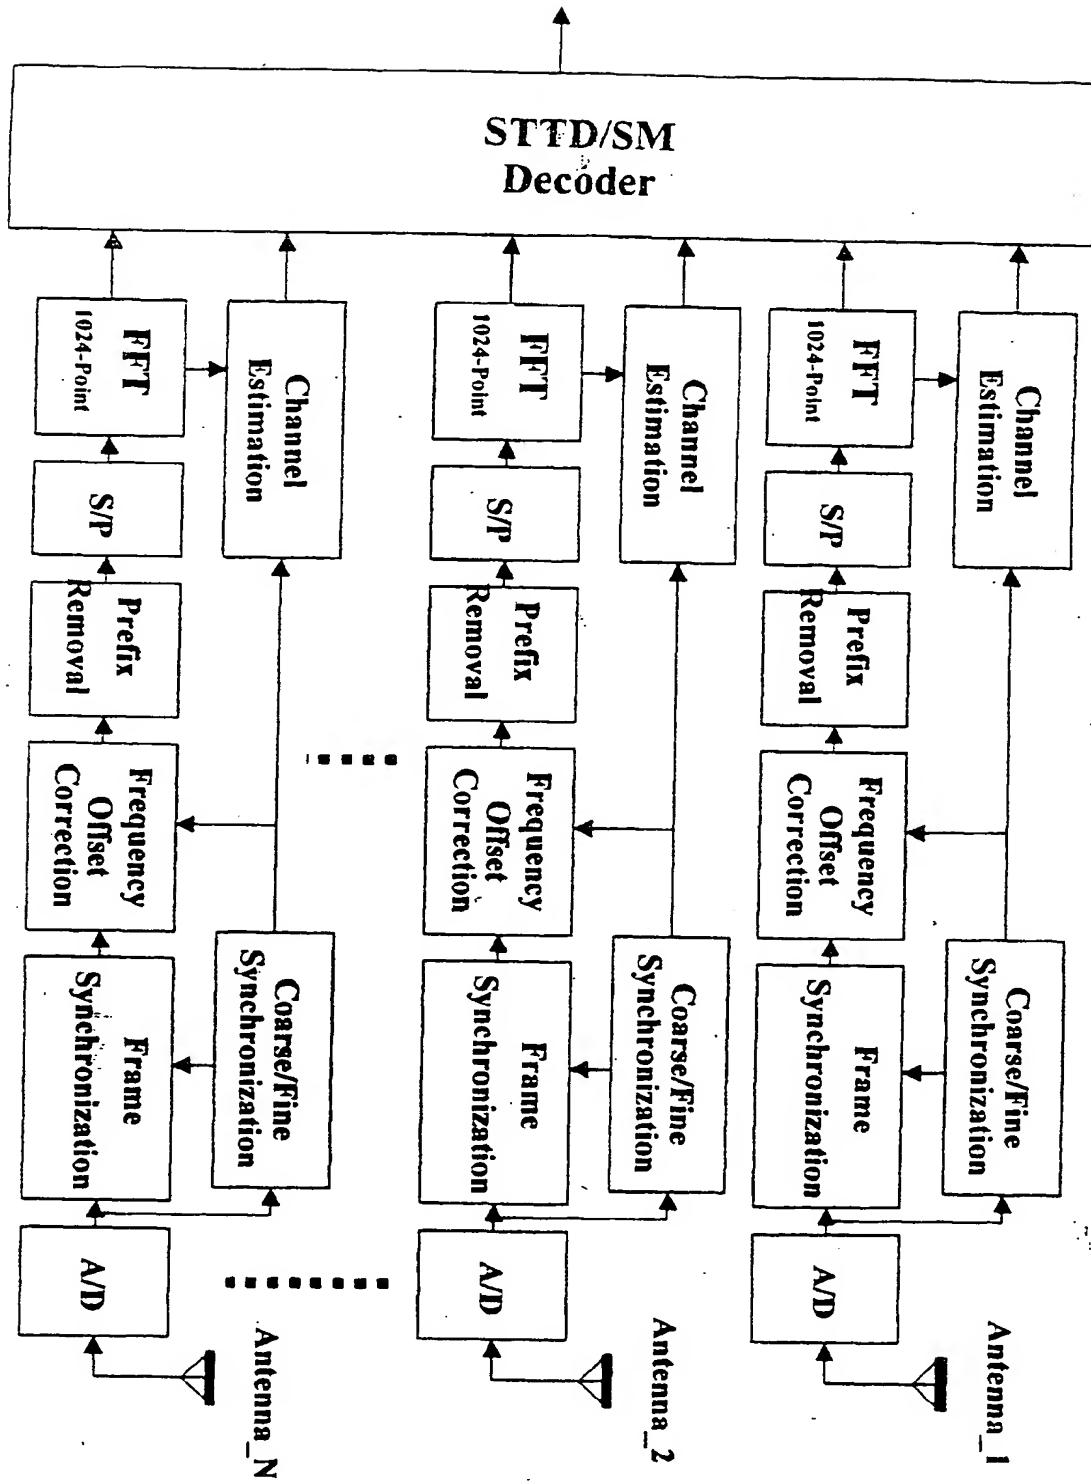 STTD/SM
Decoder
FFT
1024-Point
Channel
Estimation
S/P
Prefix
Removal
Frequency
Offset
Correction
Coarse/Fine
Synchronization
Frame
Synchronization
A/D
Antenna_1
FFT
1024-Point
Channel
Estimation
S/P
Prefix
Removal
Frequency
Offset
Correction
Coarse/Fine
Synchronization
Frame
Synchronization
A/D
Antenna_2
FFT
1024-Point
Channel
Estimation
S/P
Prefix
Removal
Frequency
Offset
Correction
Coarse/Fine
Synchronization
Frame
Synchronization
A/D
Antenna_N